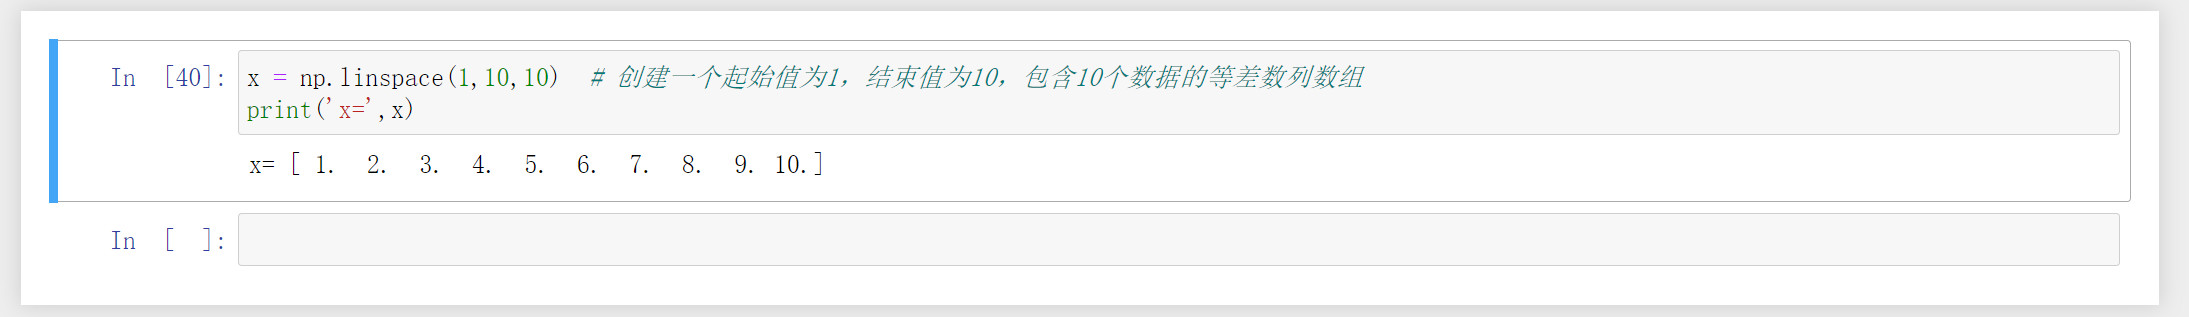 In [40]: x = np.linspace(1,10,10)  # 创建一个起始值为1，结束值为10，包含10个数据的等差数列数组
print('x=',x)
x= [ 1.  2.  3.  4.  5.  6.  7.  8.  9. 10.]
In [ ]: